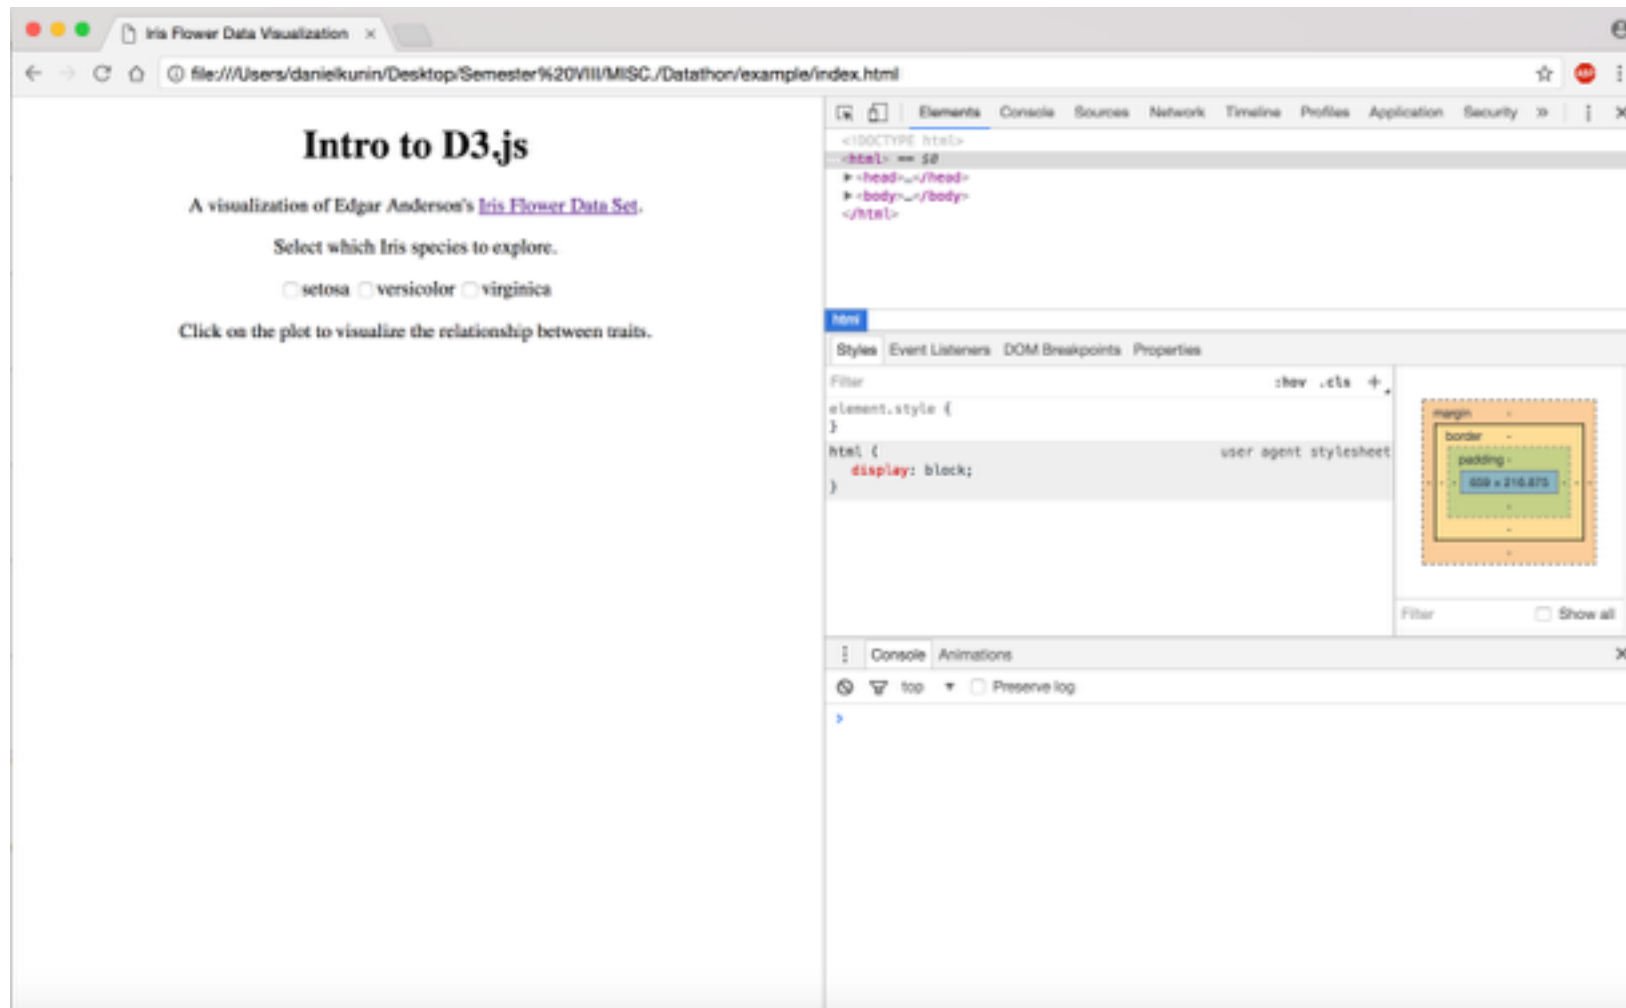 Iris Flower Data Visualization
file:///Users/danielkunin/Desktop/Semester%20VIII/MISC./Datathon/example/index.html
ABP
Intro to D3.js
A visualization of Edgar Anderson's Iris Flower Data Set.
Select which Iris species to explore.
setosa versicolor virginica
Click on the plot to visualize the relationship between traits.
Elements Console Sources Network Timeline Profiles Application Security »
<!DOCTYPE html>
<html> == $0
<head>…</head>
<body>…</body>
</html>
html
Styles Event Listeners DOM Breakpoints Properties
Filter :hov .cls +
element.style {
}
html { user agent stylesheet
display: block;
}
margin -
border -
padding -
659 × 216.875
Filter Show all
Console Animations
top Preserve log
>